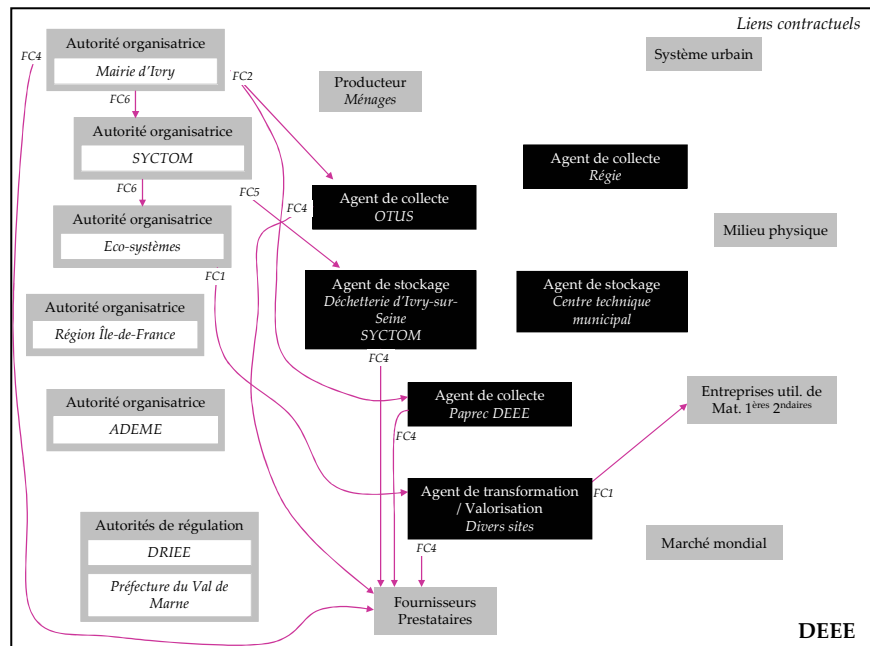 Liens contractuels
FC4
Autorité organisatrice
Mairie d'Ivry
FC2
Système urbain
Producteur
Ménages
FC6
Autorité organisatrice
SYCTOM
Agent de collecte
Régie
FC6
FC5
Agent de collecte
OTUS
FC4
Autorité organisatrice
Eco-systèmes
Milieu physique
FC1
Agent de stockage
Déchetterie d'Ivry-sur-
Seine
SYCTOM
Agent de stockage
Centre technique
municipal
Autorité organisatrice
Région Île-de-France
FC4
Autorité organisatrice
ADEME
Agent de collecte
Paprec DEEE
Entreprises util. de
Mat. 1ères 2ndaires
FC4
Agent de transformation
/ Valorisation
Divers sites
FC1
Autorités de régulation
DRIEE
Préfecture du Val de
Marne
FC4
Marché mondial
Fournisseurs
Prestataires
DEEE